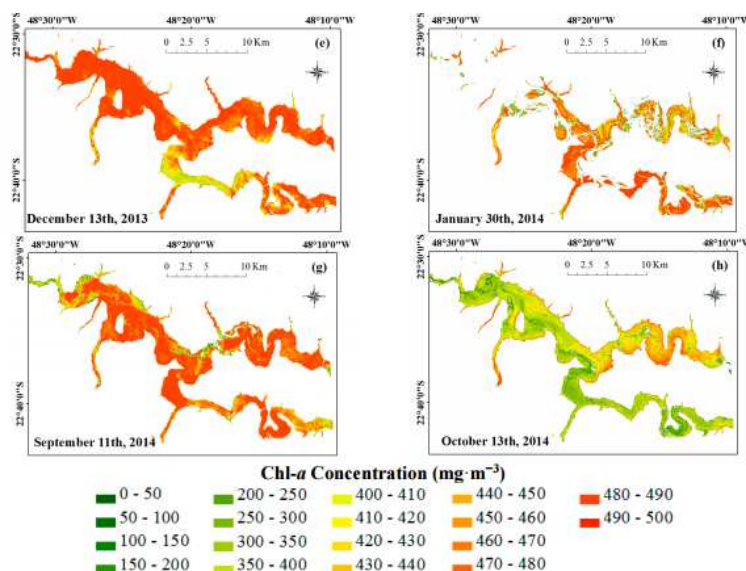 48°30'0"W 48°20'0"W 48°10'0"W
48°20'0"W 48°10'0"W
(e)
0 2.5 5 10 Km
(f)
0 2.5 5 10 Km
22°30'0"S
22°40'0"S
22°30'0"S
22°40'0"S
December 13th, 2013
January 30th, 2014
48°30'0"W 48°20'0"W 48°10'0"W
48°20'0"W 48°10'0"W
(g)
0 2.5 5 10 Km
(h)
0 2.5 5 10 Km
22°30'0"S
22°40'0"S
22°30'0"S
22°40'0"S
September 11th, 2014
October 13th, 2014
Chl-a Concentration (mg·m⁻³)
0 - 50
50 - 100
100 - 150
150 - 200
200 - 250
250 - 300
300 - 350
350 - 400
400 - 410
410 - 420
420 - 430
430 - 440
440 - 450
450 - 460
460 - 470
470 - 480
480 - 490
490 - 500